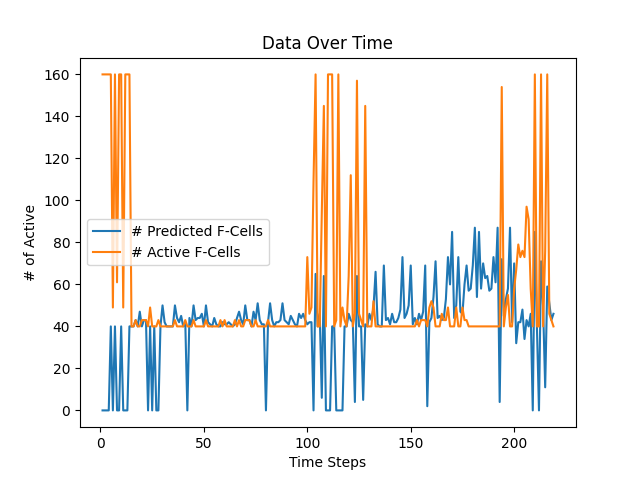 Data Over Time
160
140
120
100
80
60
40
20
0
# of Active
# Predicted F-Cells
# Active F-Cells
0 50 100 150 200
Time Steps